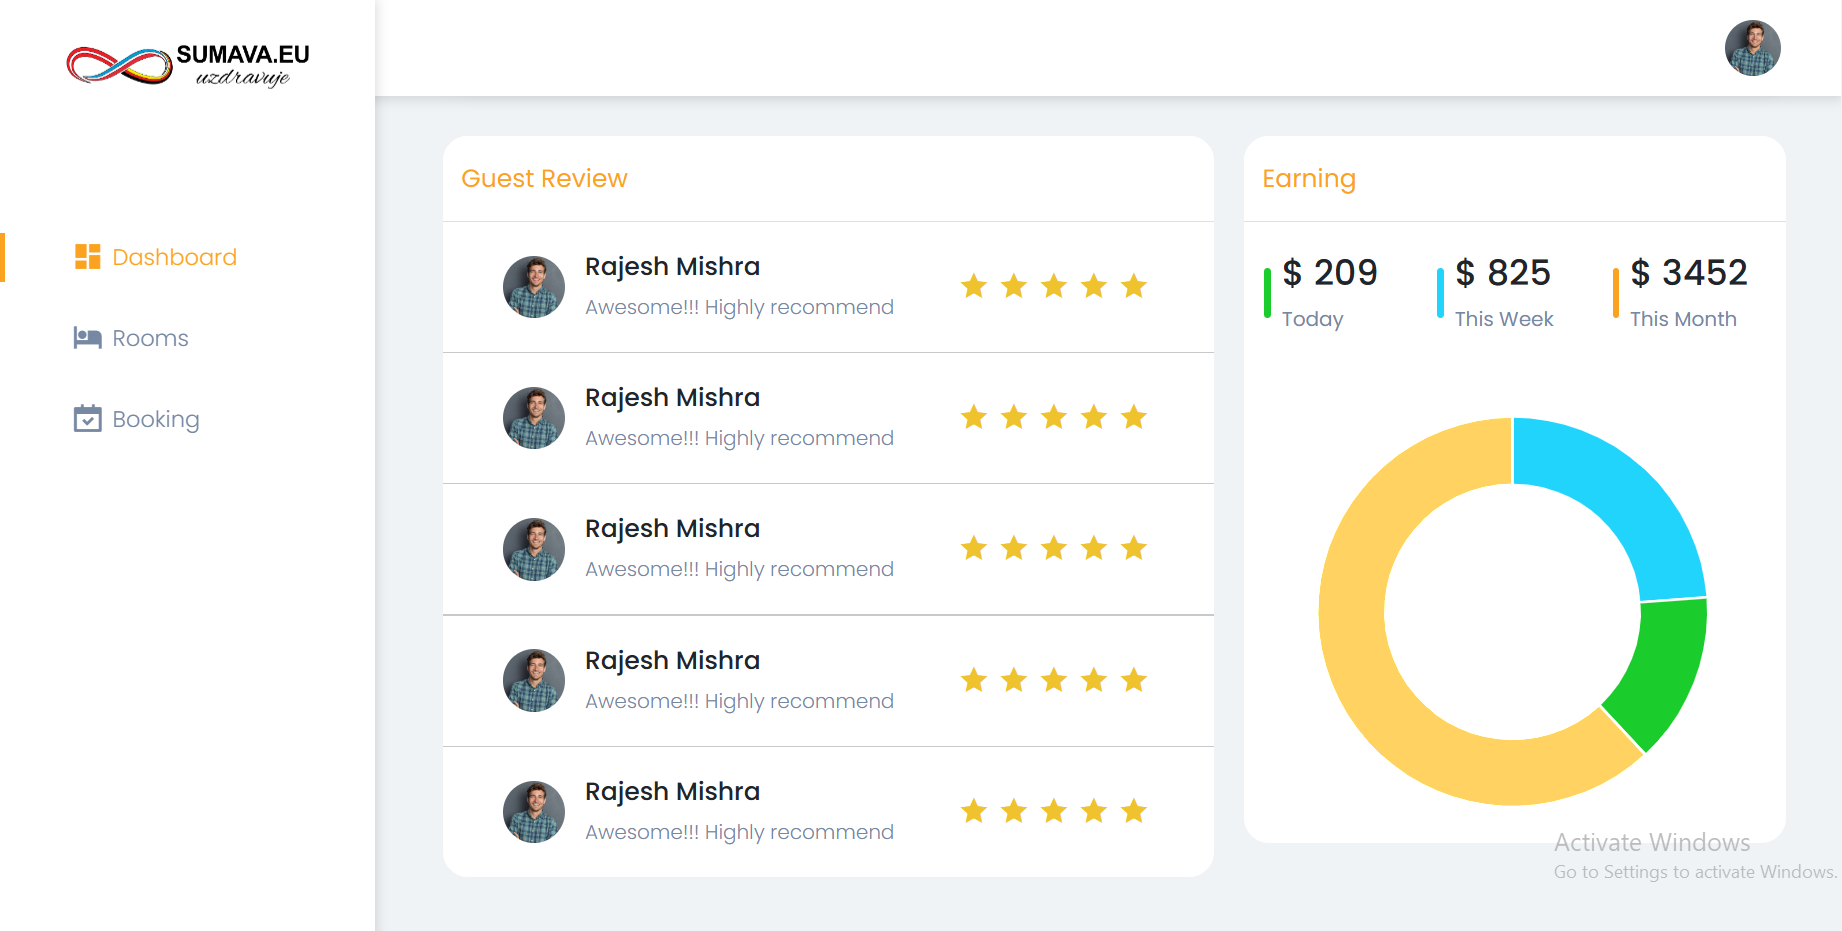 SUMAVA.EU
uzdravuje
Dashboard
Rooms
Booking
Guest Review
Rajesh Mishra
Awesome!!! Highly recommend
Rajesh Mishra
Awesome!!! Highly recommend
Rajesh Mishra
Awesome!!! Highly recommend
Rajesh Mishra
Awesome!!! Highly recommend
Rajesh Mishra
Awesome!!! Highly recommend
Earning
$ 209
Today
$ 825
This Week
$ 3452
This Month
Activate Windows
Go to Settings to activate Windows.